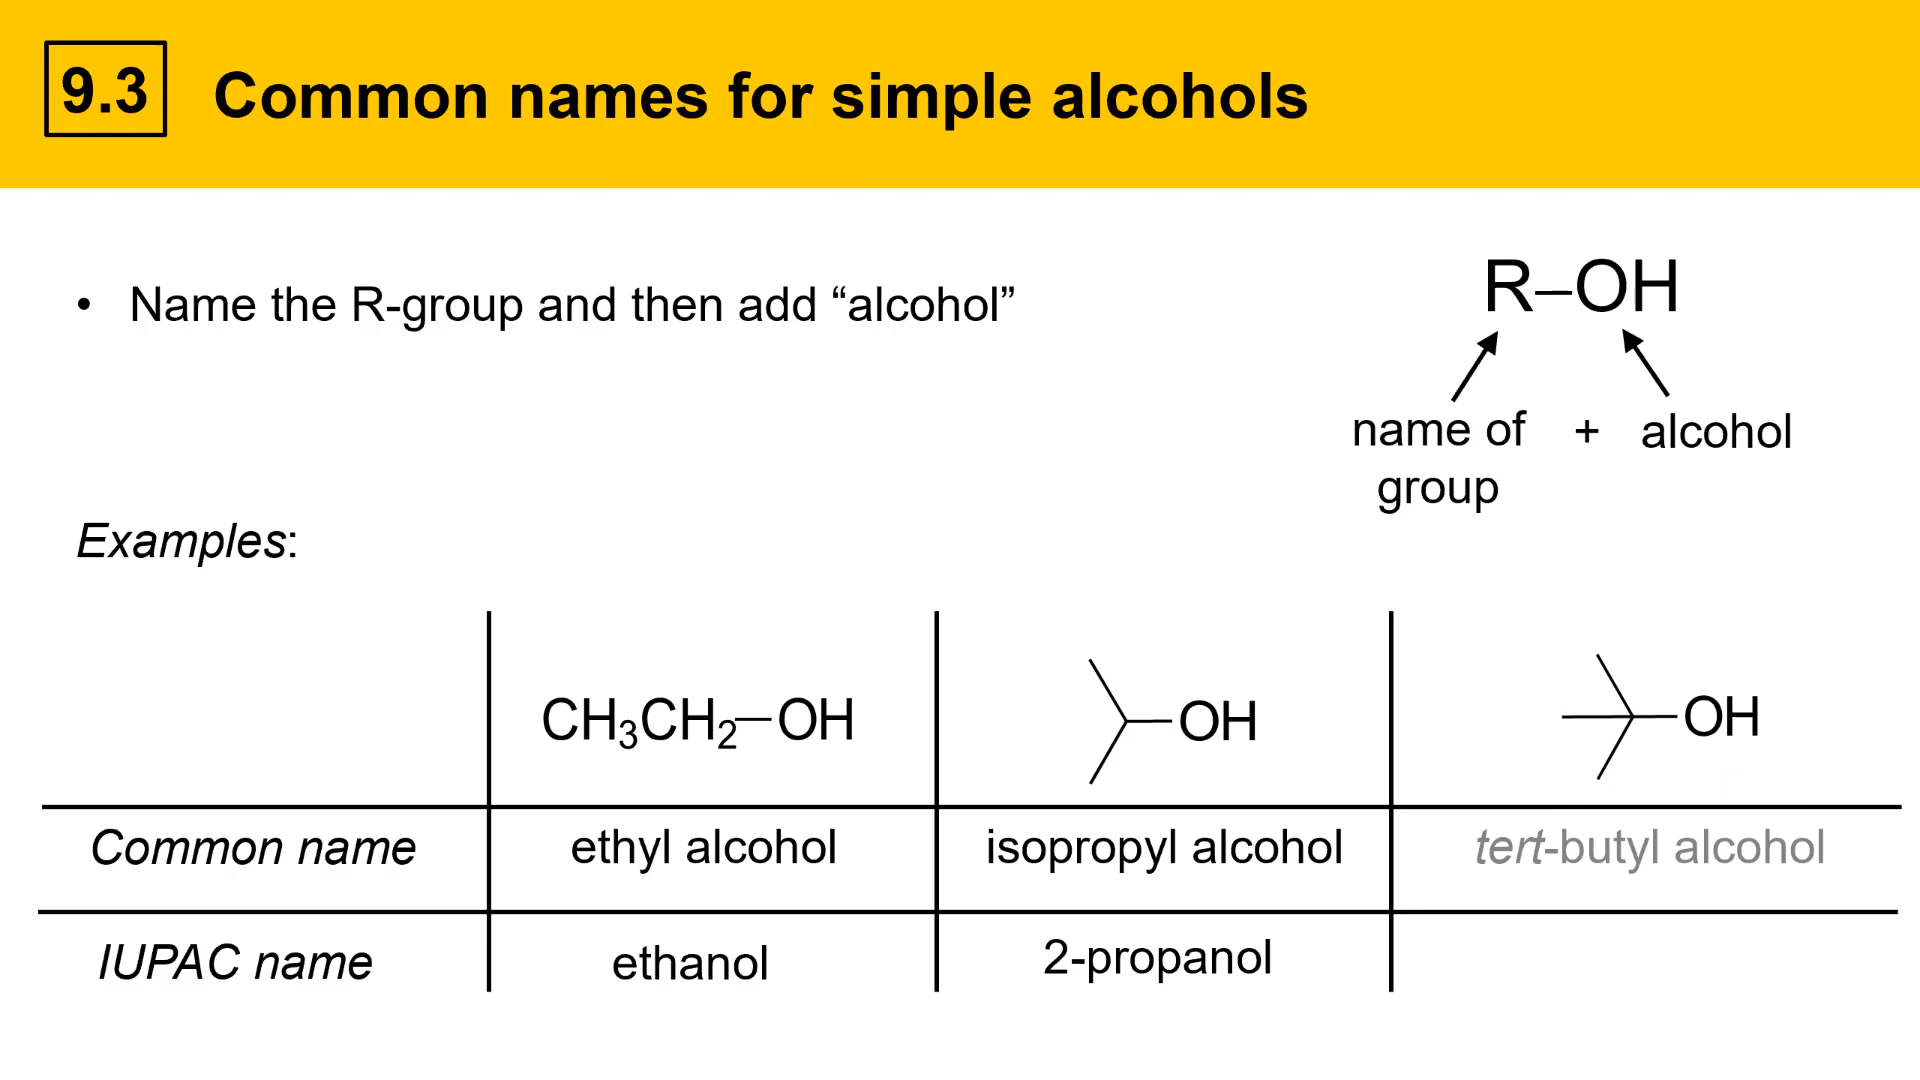 9.3
Common names for simple alcohols
• Name the R-group and then add “alcohol”
R–OH
name of + alcohol
group
Examples:
CH₃CH₂–OH
OH
OH
Common name
ethyl alcohol
isopropyl alcohol
tert-butyl alcohol
IUPAC name
ethanol
2-propanol